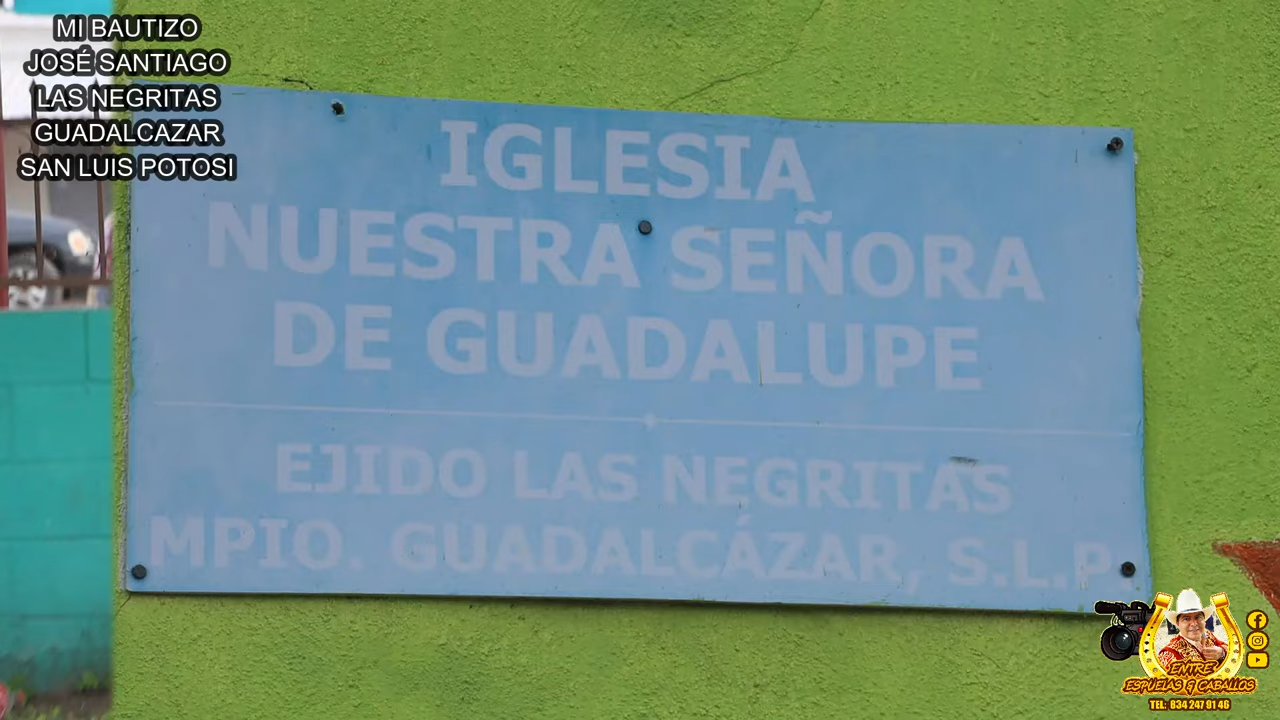 MI BAUTIZO
JOSÉ SANTIAGO
LAS NEGRITAS
GUADALCAZAR
SAN LUIS POTOSI
IGLESIA
NUESTRA SEÑORA
DE GUADALUPE
EJIDO LAS NEGRITAS
MPIO. GUADALCÁZAR, S.L.P
ENTRE
ESPUELAS Y CABALLOS
TEL: 834 247 91 46